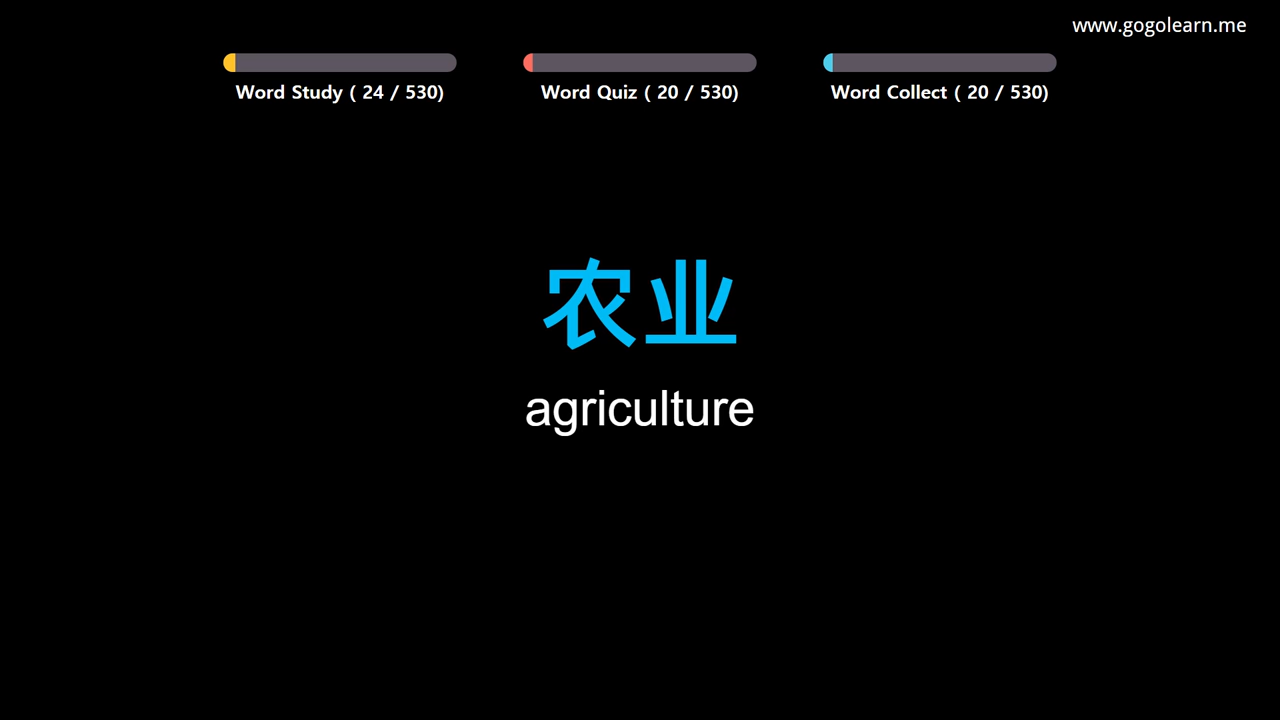 www.gogolearn.me
Word Study ( 24 / 530)
Word Quiz ( 20 / 530)
Word Collect ( 20 / 530)
农业
agriculture